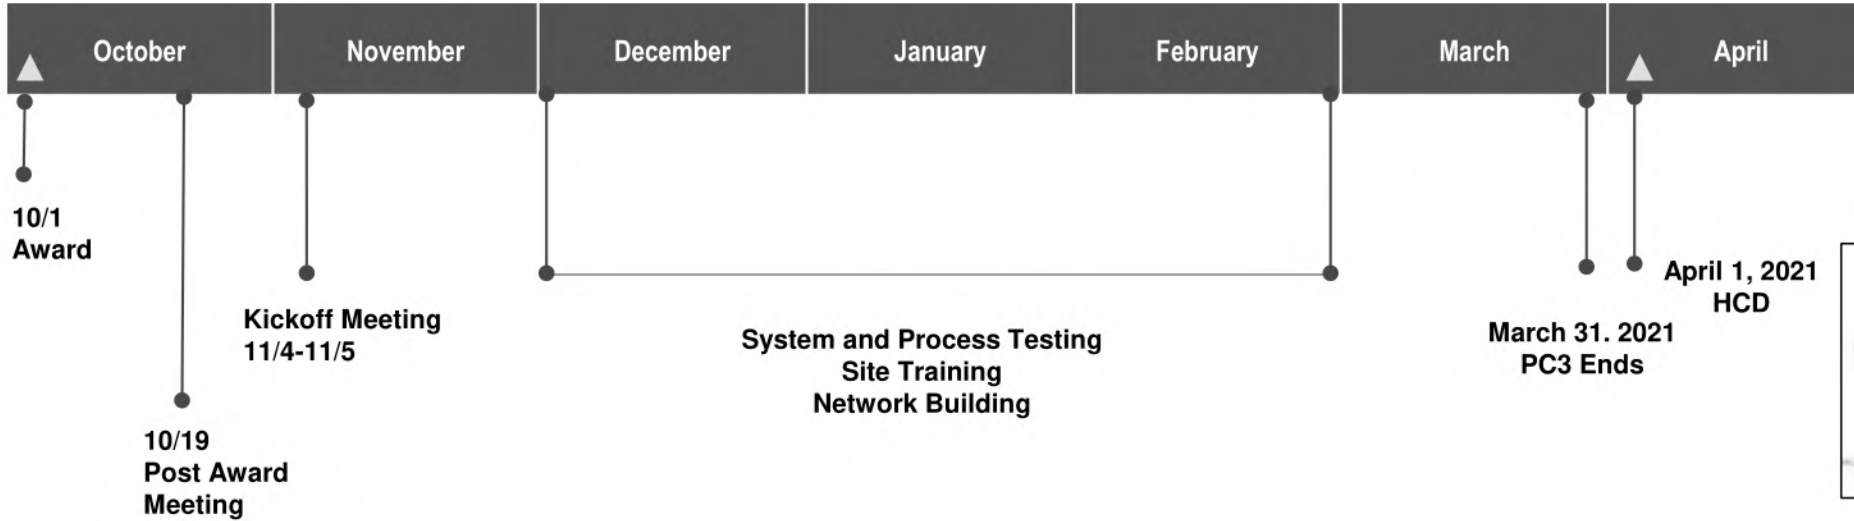 October November December January February March April
10/1
Award
10/19
Post Award
Meeting
Kickoff Meeting
11/4-11/5
System and Process Testing
Site Training
Network Building
March 31. 2021
PC3 Ends
April 1, 2021
HCD